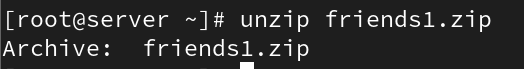 [root@server ~]# unzip friends1.zip
Archive:  friends1.zip